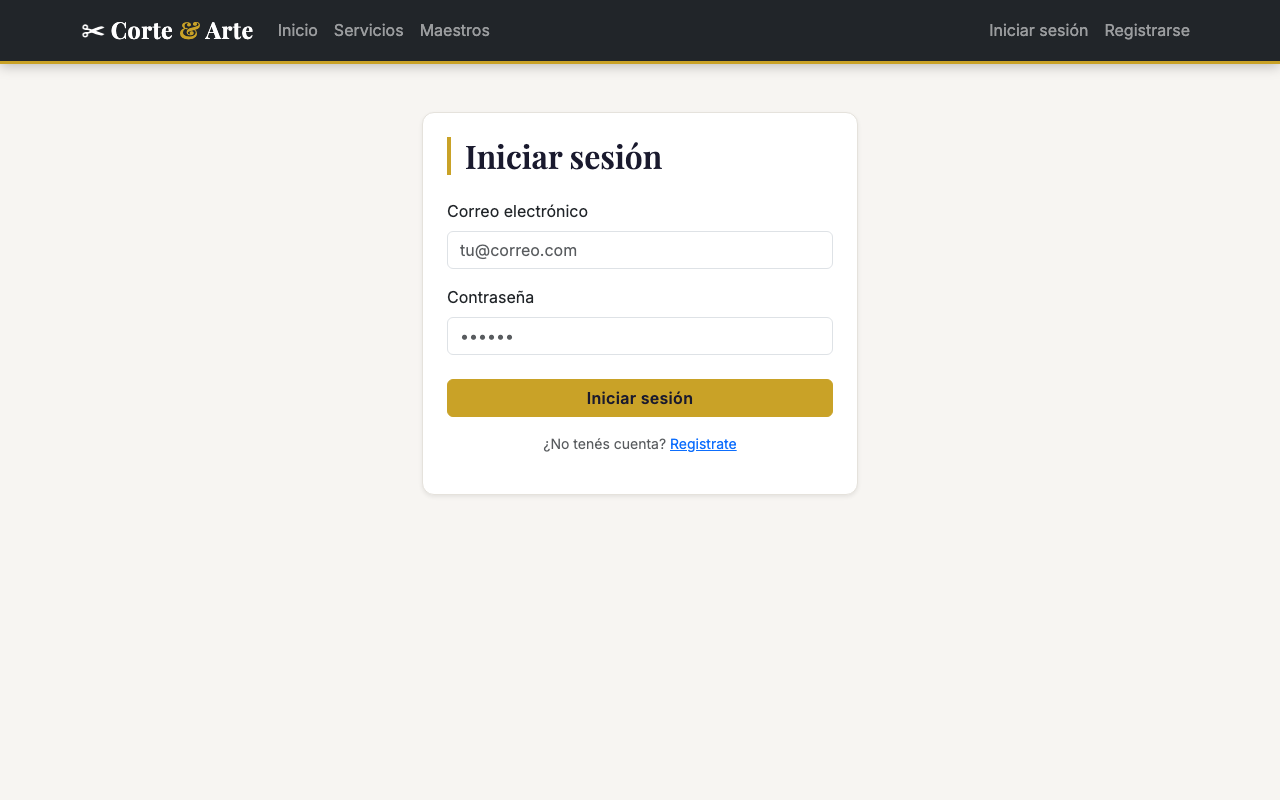 ✂ Corte & Arte Inicio Servicios Maestros Iniciar sesión Registrarse
Iniciar sesión
Correo electrónico
tu@correo.com
Contraseña
••••••
Iniciar sesión
¿No tenés cuenta? Registrate